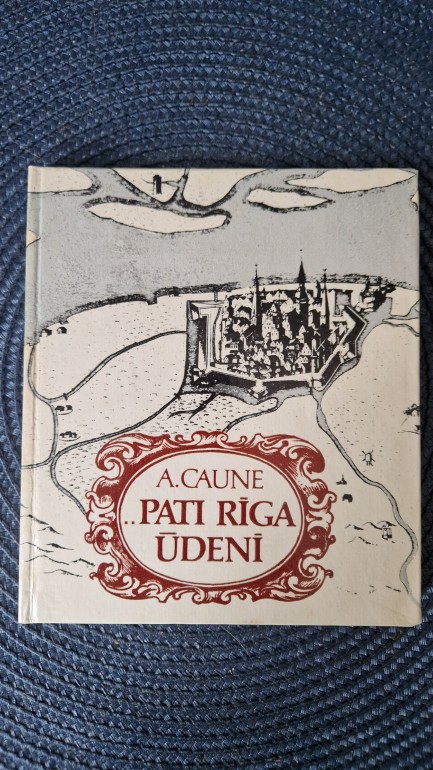 A. CAUNE
..PATI RĪGA
ŪDENĪ